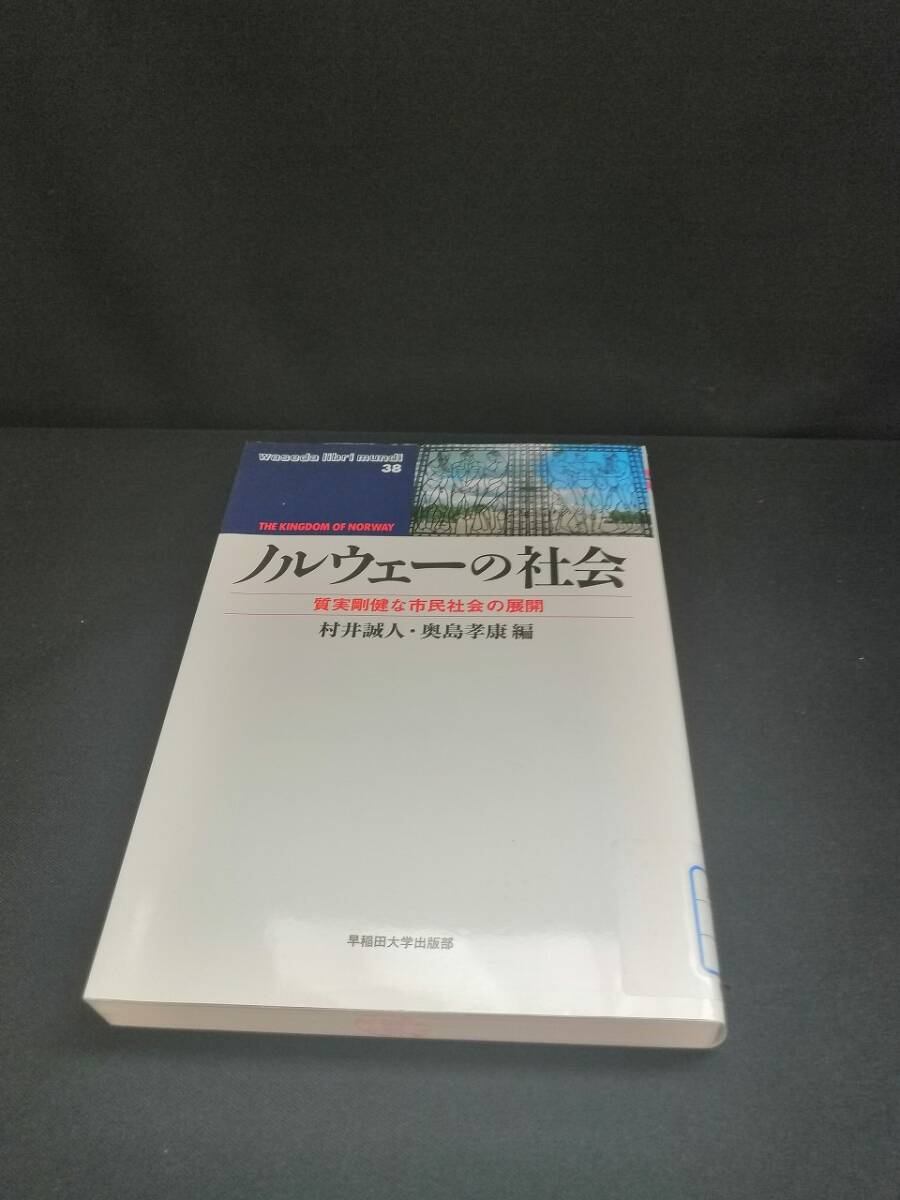 waseda libri mundi
38
THE KINGDOM OF NORWAY
ノルウェーの社会
質実剛健な市民社会の展開
村井誠人・奥島孝康 編
早稲田大学出版部